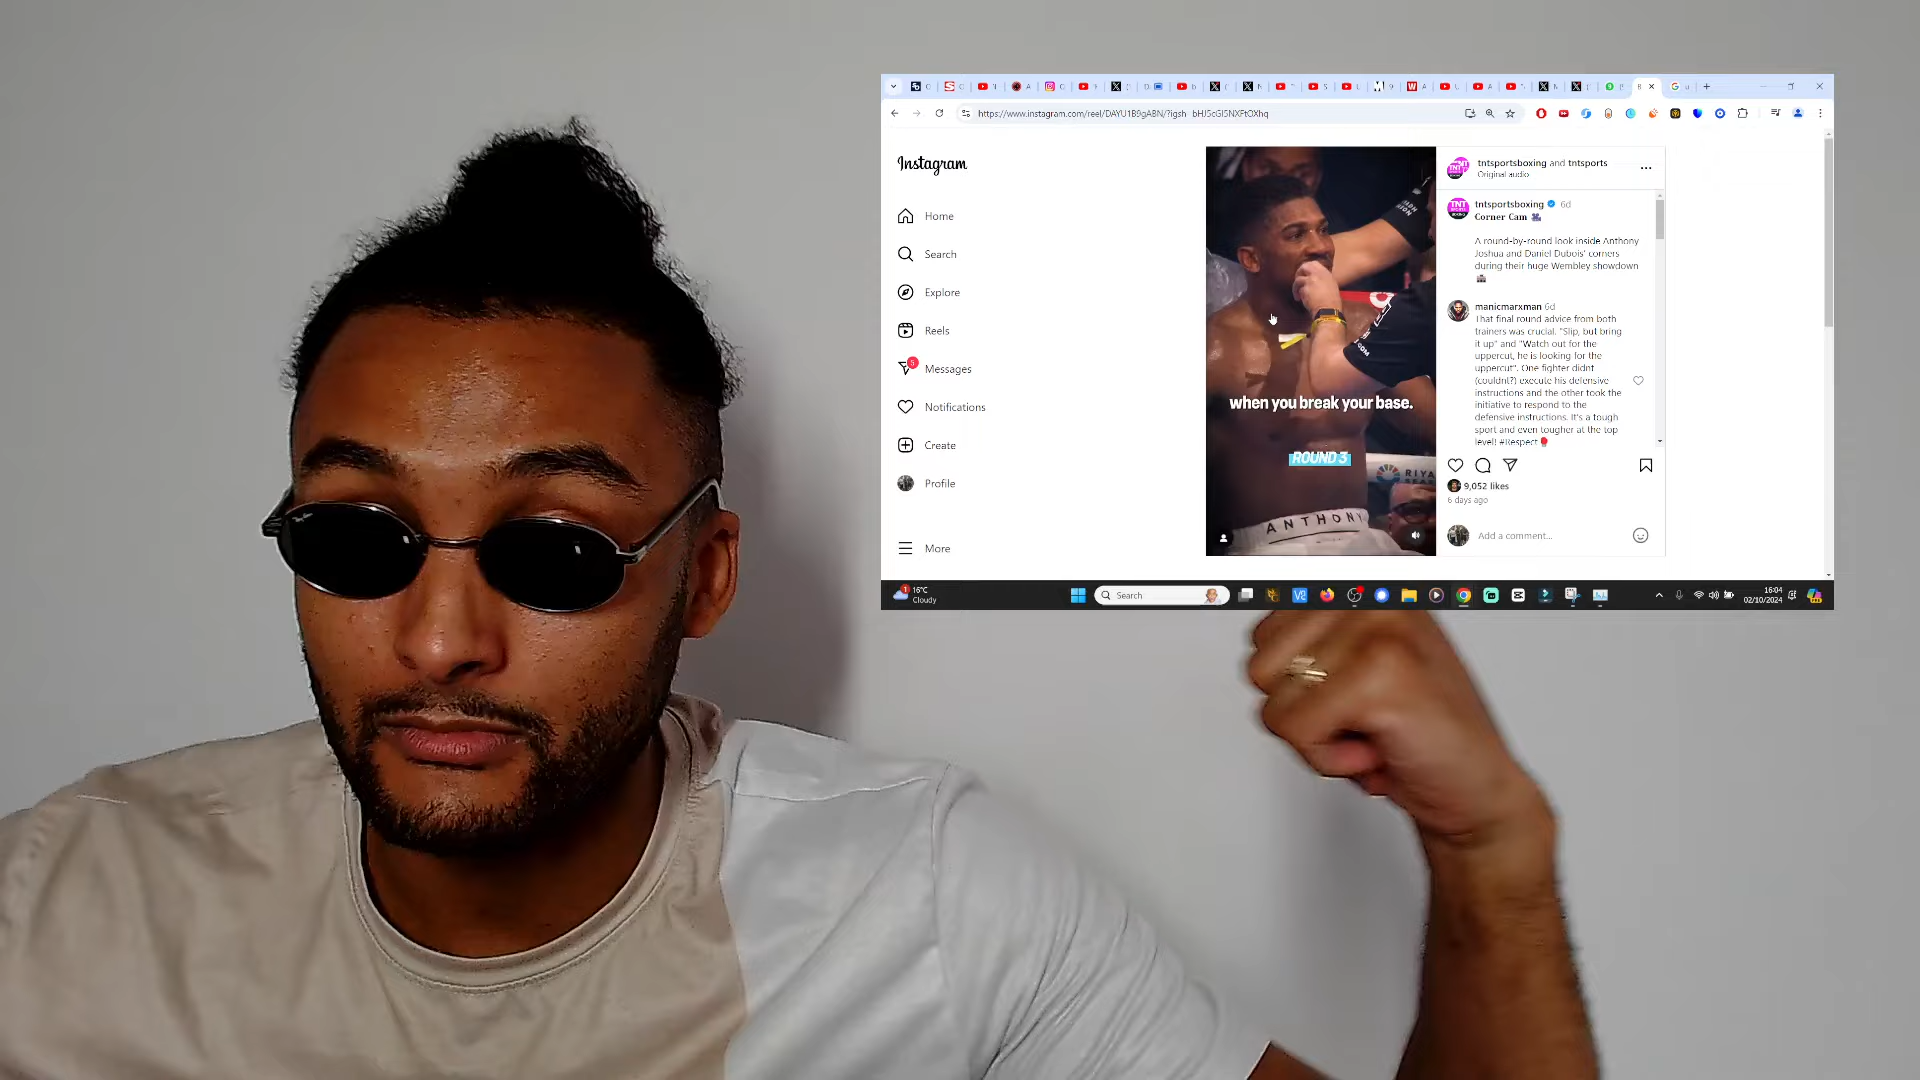 https://www.instagram.com/reel/DAYU1B9gABN/?igsh
Instagram
Home
Search
Explore
Reels
5
Messages
Notifications
Create
Profile
More
when you break your base.
ROUND 3
ANTHONY
tntsportsboxing and tntsports
Original audio
TNT
tntsportsboxing 6d
Corner Cam
A round-by-round look inside Anthony
Joshua and Daniel Dubois' corners
during their huge Wembley showdown
manicmarxman 6d
That final round advice from both
trainers was crucial. "Slip, but bring
it up" and "Watch out for the
uppercut, he is looking for the
uppercut". One fighter didnt
(couldnt?) execute his defensive
instructions and the other took the
initiative to respond to the
defensive instructions. It's a tough
sport and even tougher at the top
level! #Respect
9,052 likes
6 days ago
Add a comment...
1
16°C
Cloudy
Search
16:04
02/10/2024